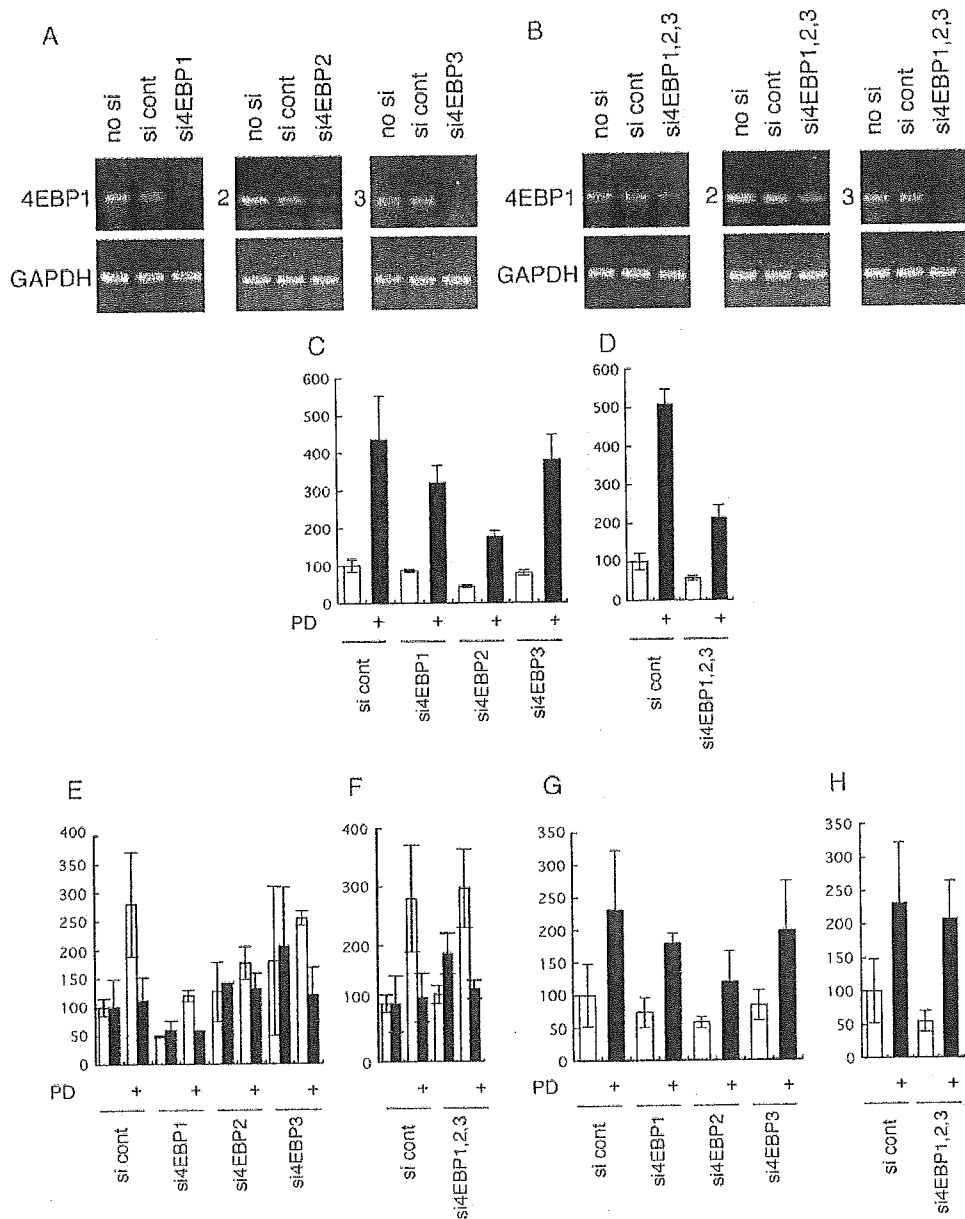 A
B
no si
si cont
si4EBP1
no si
si cont
si4EBP2
no si
si cont
si4EBP3
no si
si cont
si4EBP1,2,3
no si
si cont
si4EBP1,2,3
no si
si cont
si4EBP1,2,3
4EBP1
2
3
4EBP1
2
3
GAPDH
GAPDH
C
D
600
500
400
300
200
100
0
600
500
400
300
200
100
0
PD + + + +
+ +
si cont
si4EBP1
si4EBP2
si4EBP3
si cont
si4EBP1,2,3
E
F
G
H
400
350
300
250
200
150
100
50
0
400
300
200
100
0
350
300
250
200
150
100
50
0
350
300
250
200
150
100
50
0
PD + + + +
+ +
PD + + + +
+ +
si cont
si4EBP1
si4EBP2
si4EBP3
si cont
si4EBP1,2,3
si cont
si4EBP1
si4EBP2
si4EBP3
si cont
si4EBP1,2,3